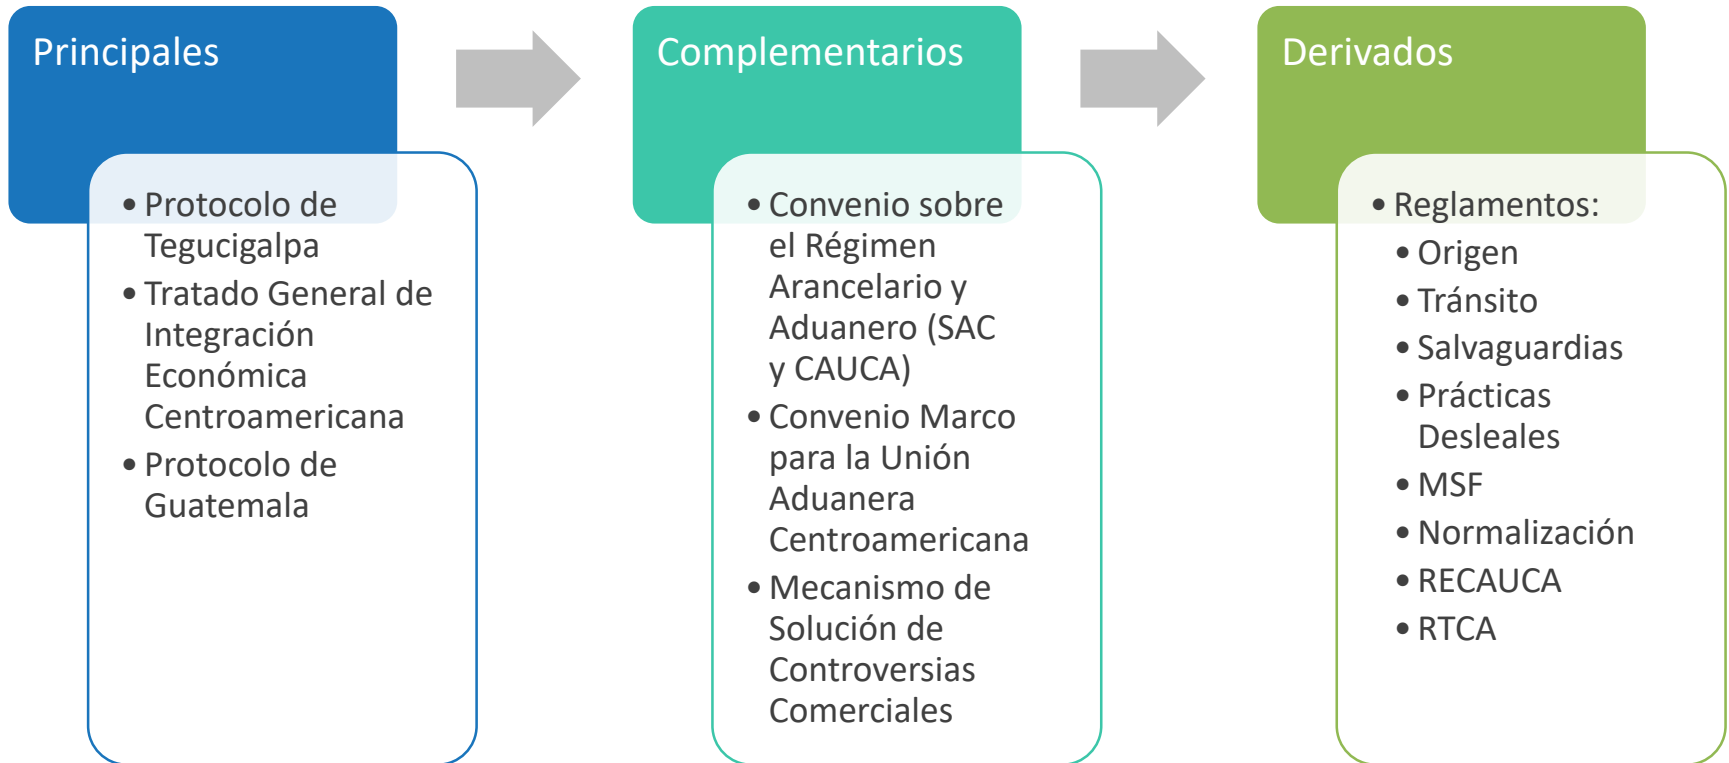 Principales
• Protocolo de
Tegucigalpa
• Tratado General de
Integración
Económica
Centroamericana
• Protocolo de
Guatemala
Complementarios
• Convenio sobre
el Régimen
Arancelario y
Aduanero (SAC
y CAUCA)
• Convenio Marco
para la Unión
Aduanera
Centroamericana
• Mecanismo de
Solución de
Controversias
Comerciales
Derivados
• Reglamentos:
• Origen
• Tránsito
• Salvaguardias
• Prácticas
Desleales
• MSF
• Normalización
• RECAUCA
• RTCA